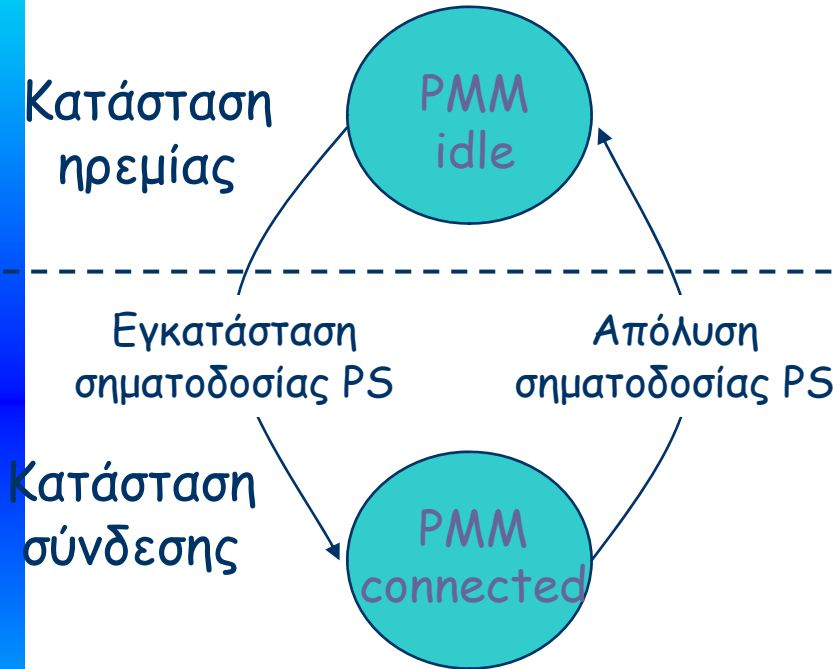 Κατάσταση
ηρεμίας
PMM
idle
Εγκατάσταση
σηματοδοσίας PS
Απόλυση
σηματοδοσίας PS
Κατάσταση
σύνδεσης
PMM
connected